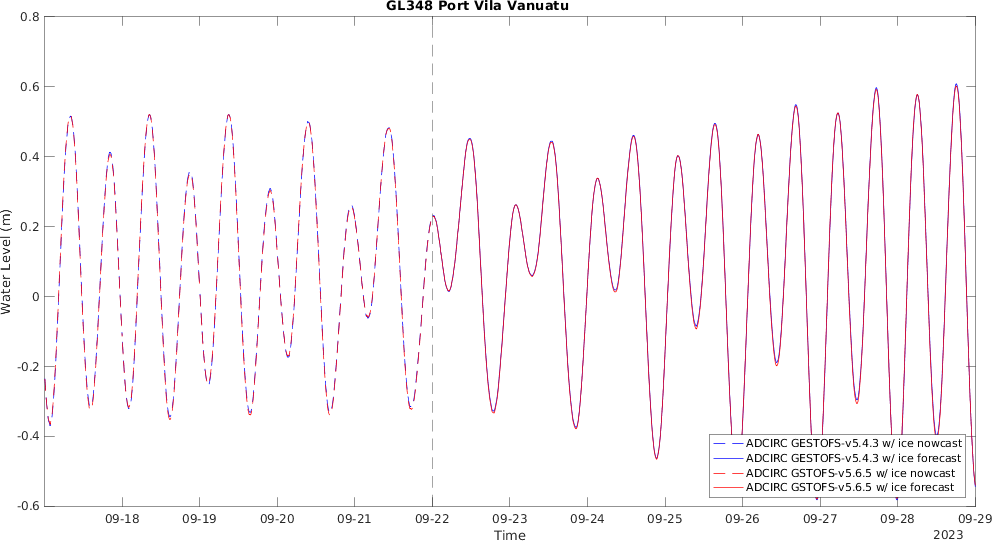 GL348 Port Vila Vanuatu
0.8
0.6
0.4
0.2
0
-0.2
-0.4
-0.6
Water Level (m)
ADCIRC GESTOFS-v5.4.3 w/ ice nowcast
ADCIRC GESTOFS-v5.4.3 w/ ice forecast
ADCIRC GSTOFS-v5.6.5 w/ ice nowcast
ADCIRC GSTOFS-v5.6.5 w/ ice forecast
09-18 09-19 09-20 09-21 09-22 09-23 09-24 09-25 09-26 09-27 09-28 09-29
Time
2023